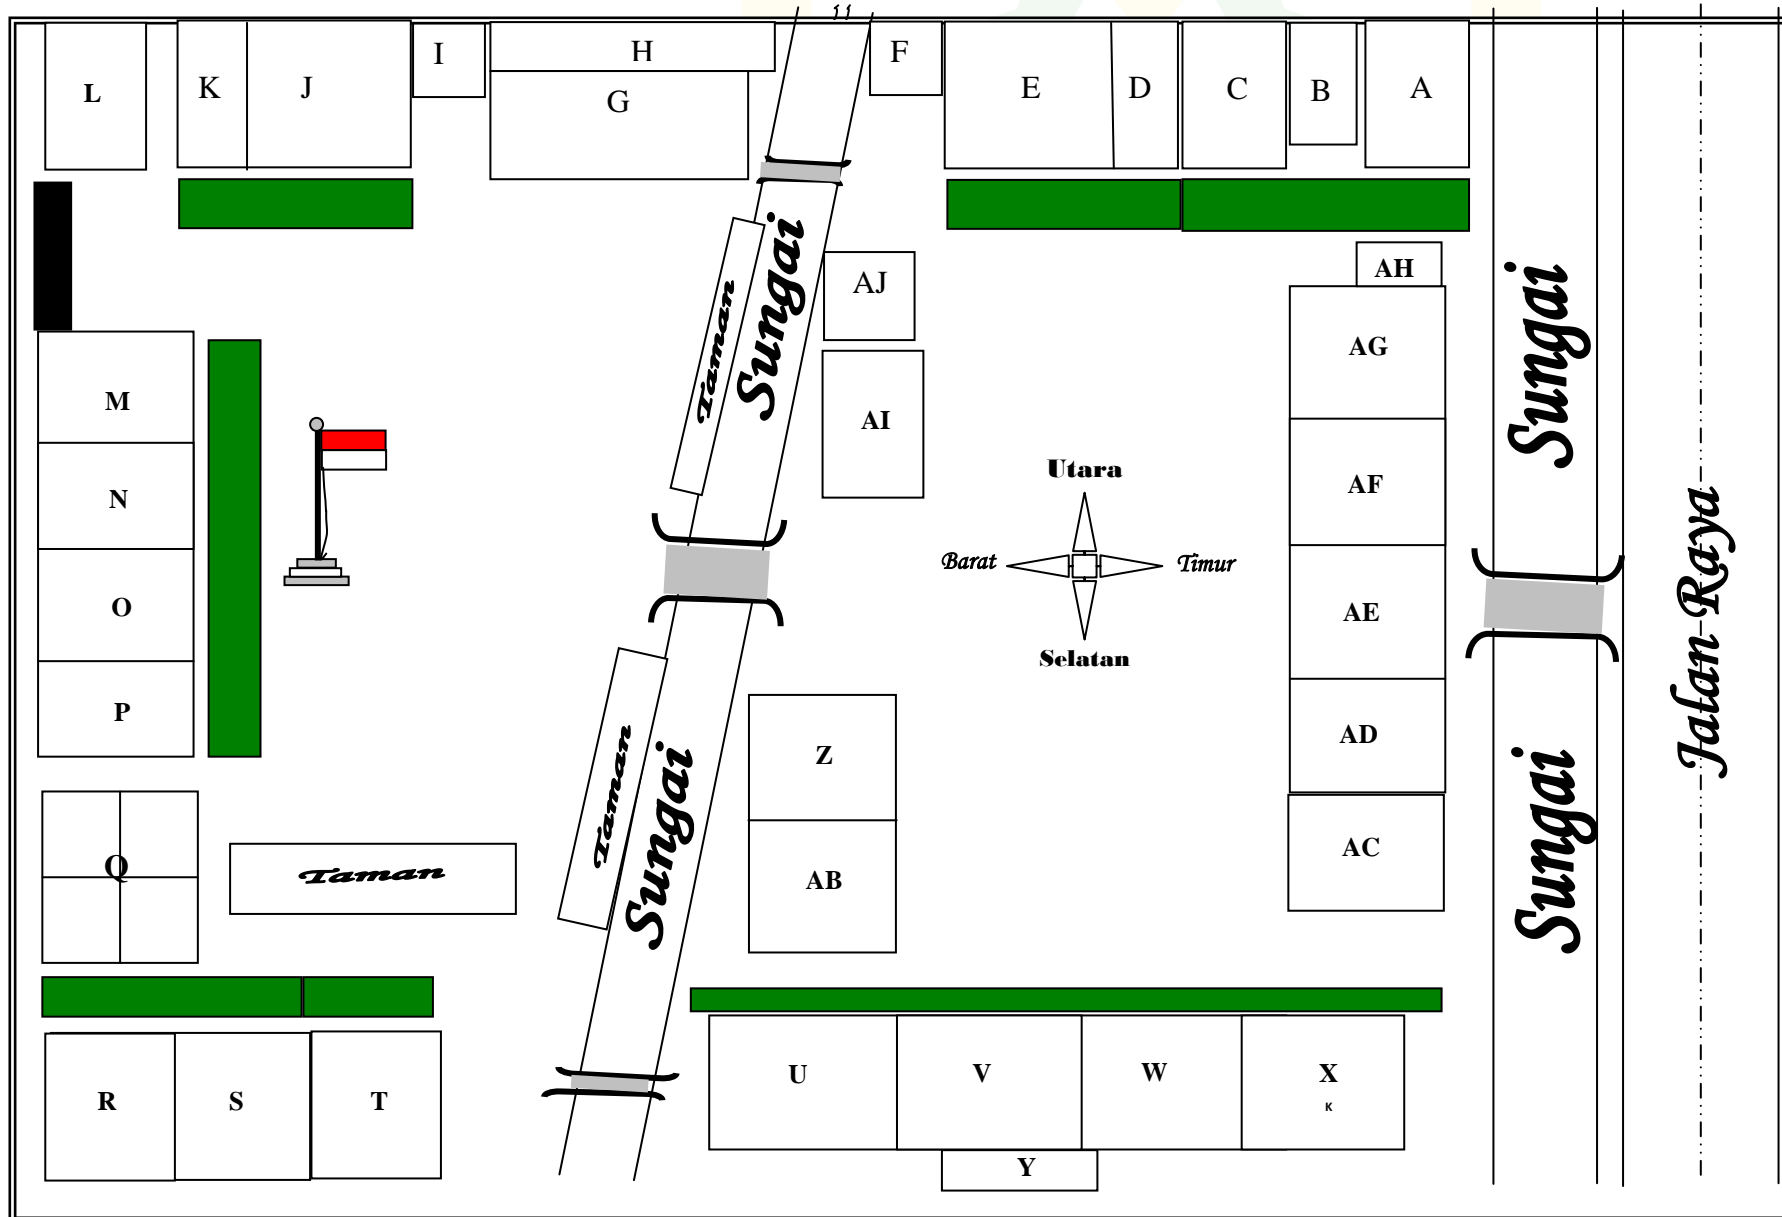 L
K
J
I
H
G
F
E
D
C
B
A
AH
AJ
AG
Taman
Sungai
Sungai
AI
M
N
AF
Utara
Barat
Timur
Selatan
O
AE
Jalan Raya
P
Z
AD
Taman
Sungai
Sungai
Q
Taman
AB
AC
R
S
T
U
V
W
X
K
Y